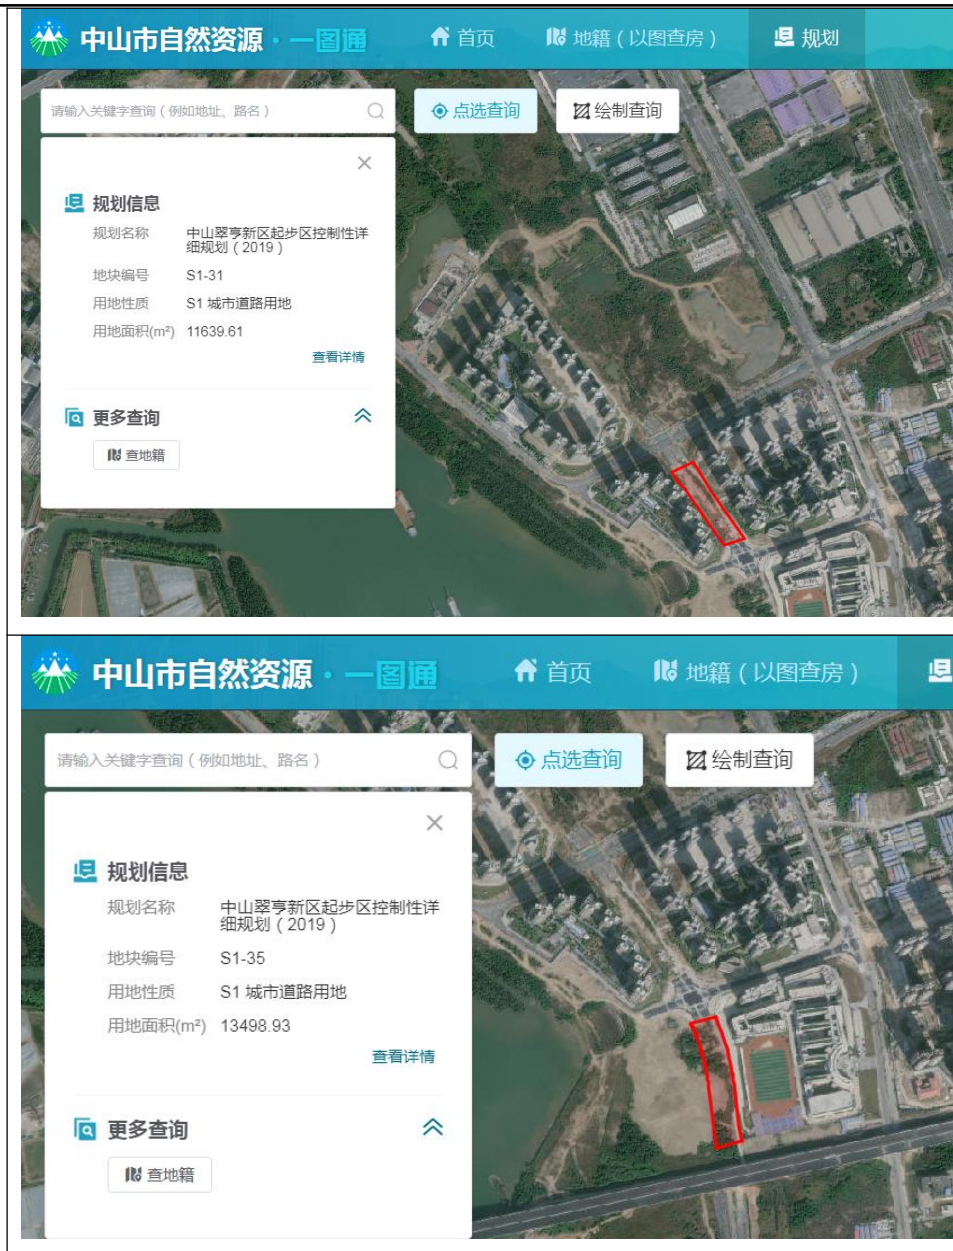 中山市自然资源·一图通 首页 地籍（以图查房） 规划
请输入关键字查询（例如地址、路名） 点选查询 绘制查询
规划信息
规划名称 中山翠亨新区起步区控制性详
细规划（2019）
地块编号 S1-31
用地性质 S1 城市道路用地
用地面积(m²) 11639.61
查看详情
更多查询
查地籍
中山市自然资源·一图通 首页 地籍（以图查房）
请输入关键字查询（例如地址、路名） 点选查询 绘制查询
规划信息
规划名称 中山翠亨新区起步区控制性详
细规划（2019）
地块编号 S1-35
用地性质 S1 城市道路用地
用地面积(m²) 13498.93
查看详情
更多查询
查地籍